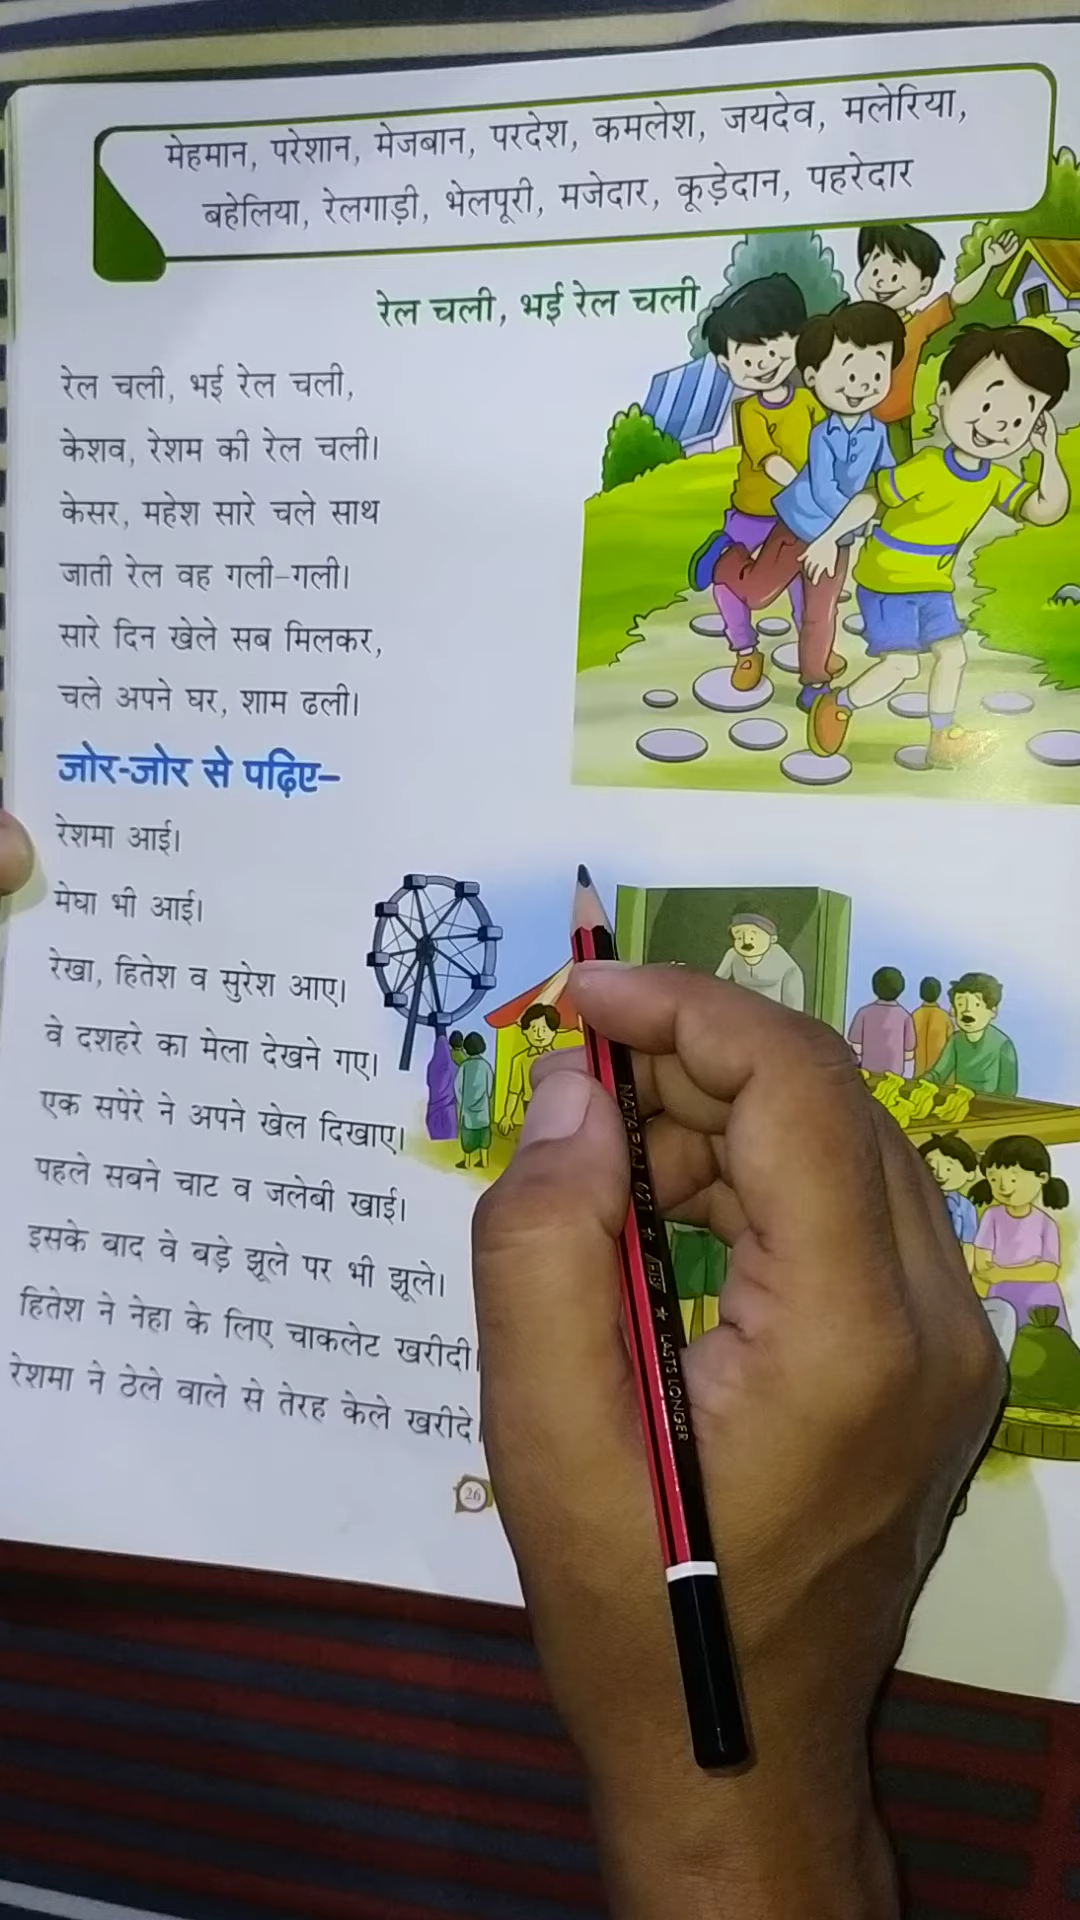 मेहमान, परेशान, मेजबान, परदेश, कमलेश, जयदेव, मलेरिया,
बहेलिया, रेलगाड़ी, भेलपूरी, मजेदार, कूड़ेदान, पहरेदार
रेल चली, भई रेल चली
रेल चली, भई रेल चली,
केशव, रेशम की रेल चली।
केसर, महेश सारे चले साथ
जाती रेल वह गली-गली।
सारे दिन खेले सब मिलकर,
चले अपने घर, शाम ढली।
जोर-जोर से पढ़िए–
रेशमा आई।
मेघा भी आई।
रेखा, हितेश व सुरेश आए।
वे दशहरे का मेला देखने गए।
एक सपेरे ने अपने खेल दिखाए।
पहले सबने चाट व जलेबी खाई।
इसके बाद वे बड़े झूले पर भी झूले।
हितेश ने नेहा के लिए चाकलेट खरीदी।
रेशमा ने ठेले वाले से तेरह केले खरीदे।
26
NATARAJ 621 ★ HB ★ LASTS LONGER